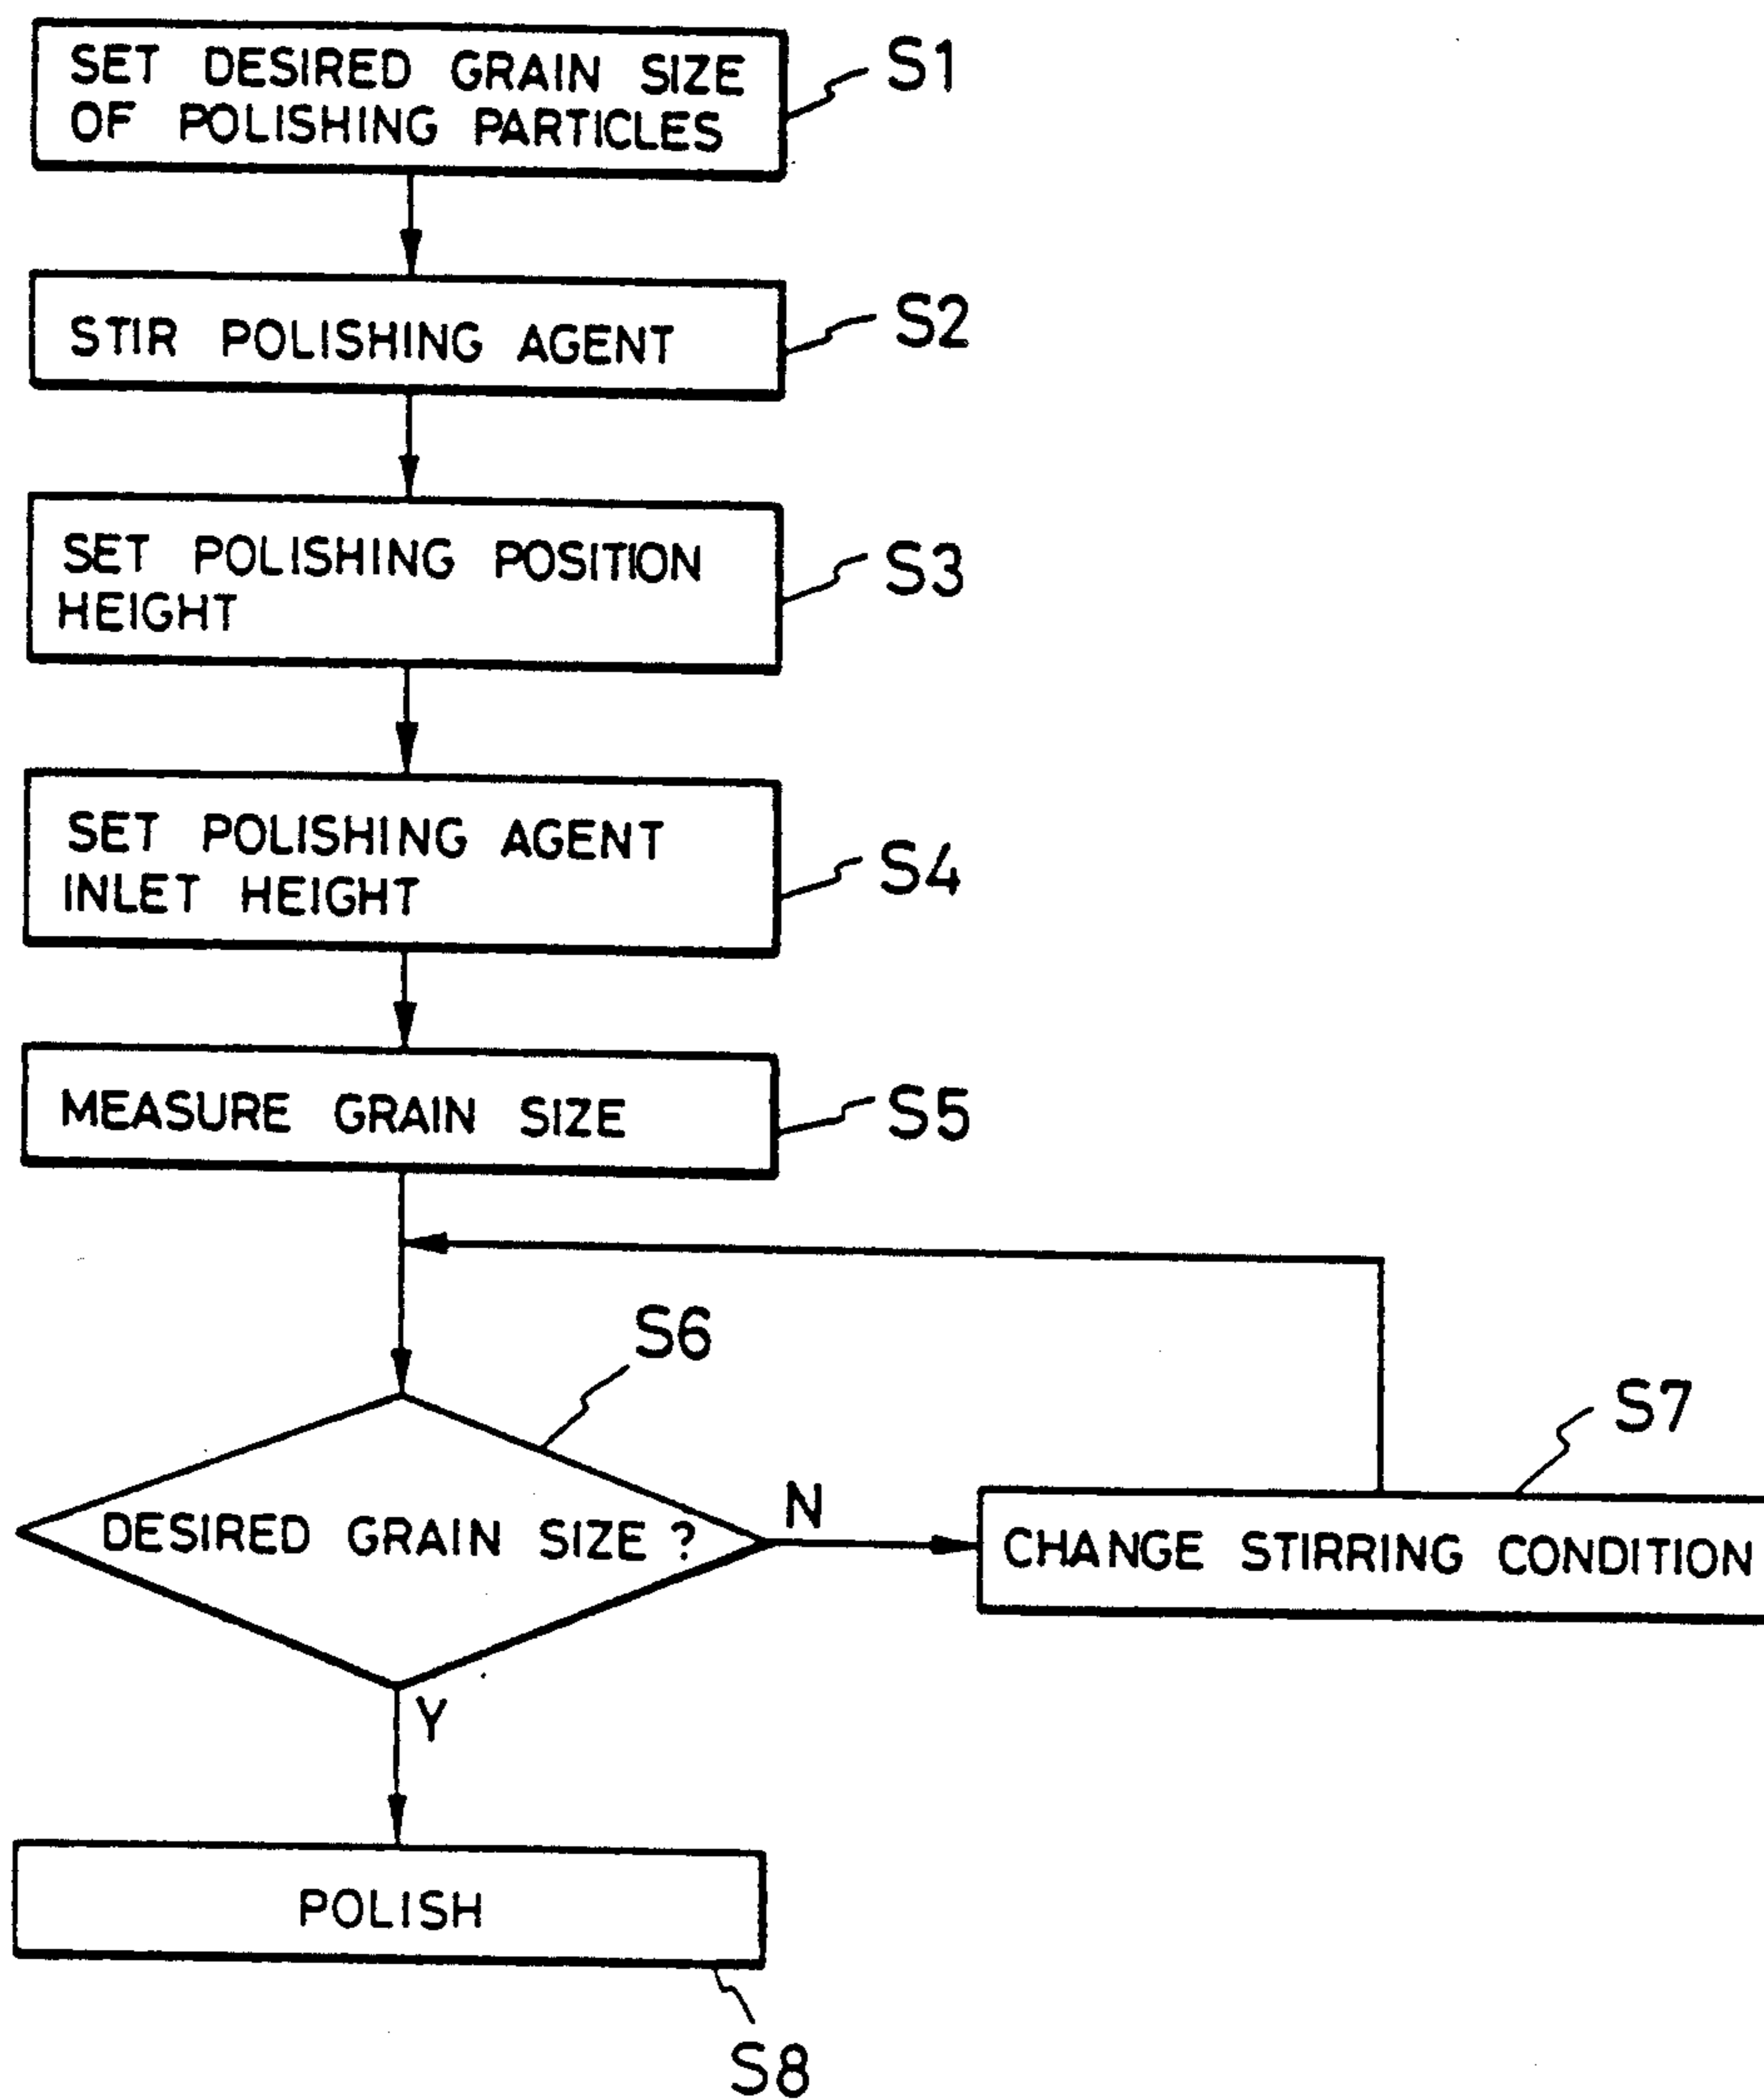 SET DESIRED GRAIN SIZE
OF POLISHING PARTICLES
S1
STIR POLISHING AGENT
S2
SET POLISHING POSITION
HEIGHT
S3
SET POLISHING AGENT
INLET HEIGHT
S4
MEASURE GRAIN SIZE
S5
S6
DESIRED GRAIN SIZE ?
N
S7
CHANGE STIRRING CONDITION
Y
POLISH
S8